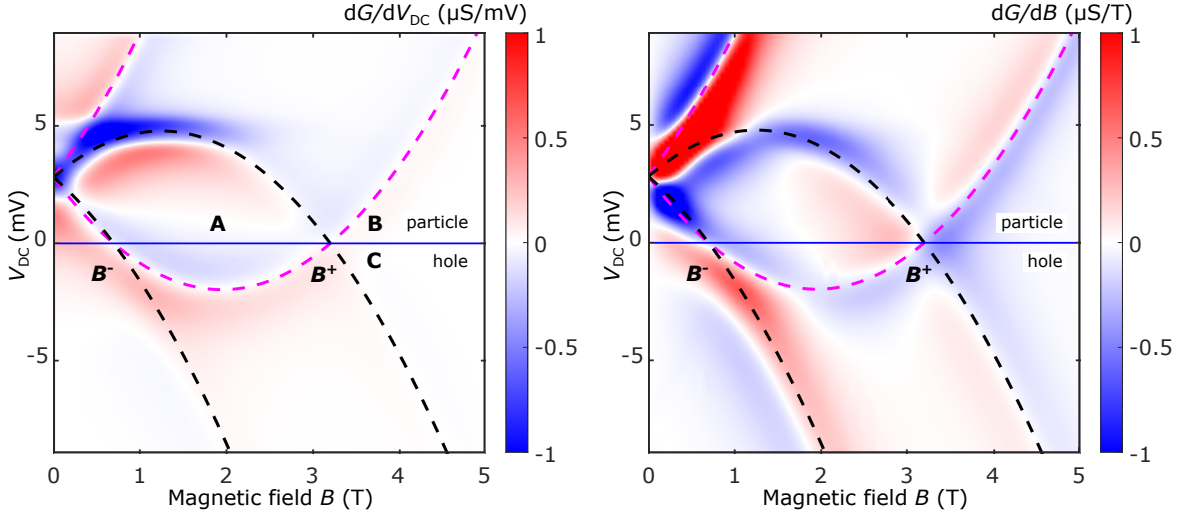 dG/dV_DC (μS/mV)
1
0.5
0
-0.5
-1
5
0
-5
V_DC (mV)
A
B
particle
C
hole
B⁻
B⁺
0
1
2
3
4
5
Magnetic field B (T)
dG/dB (μS/T)
1
0.5
0
-0.5
-1
5
0
-5
V_DC (mV)
particle
hole
B⁻
B⁺
0
1
2
3
4
5
Magnetic field B (T)